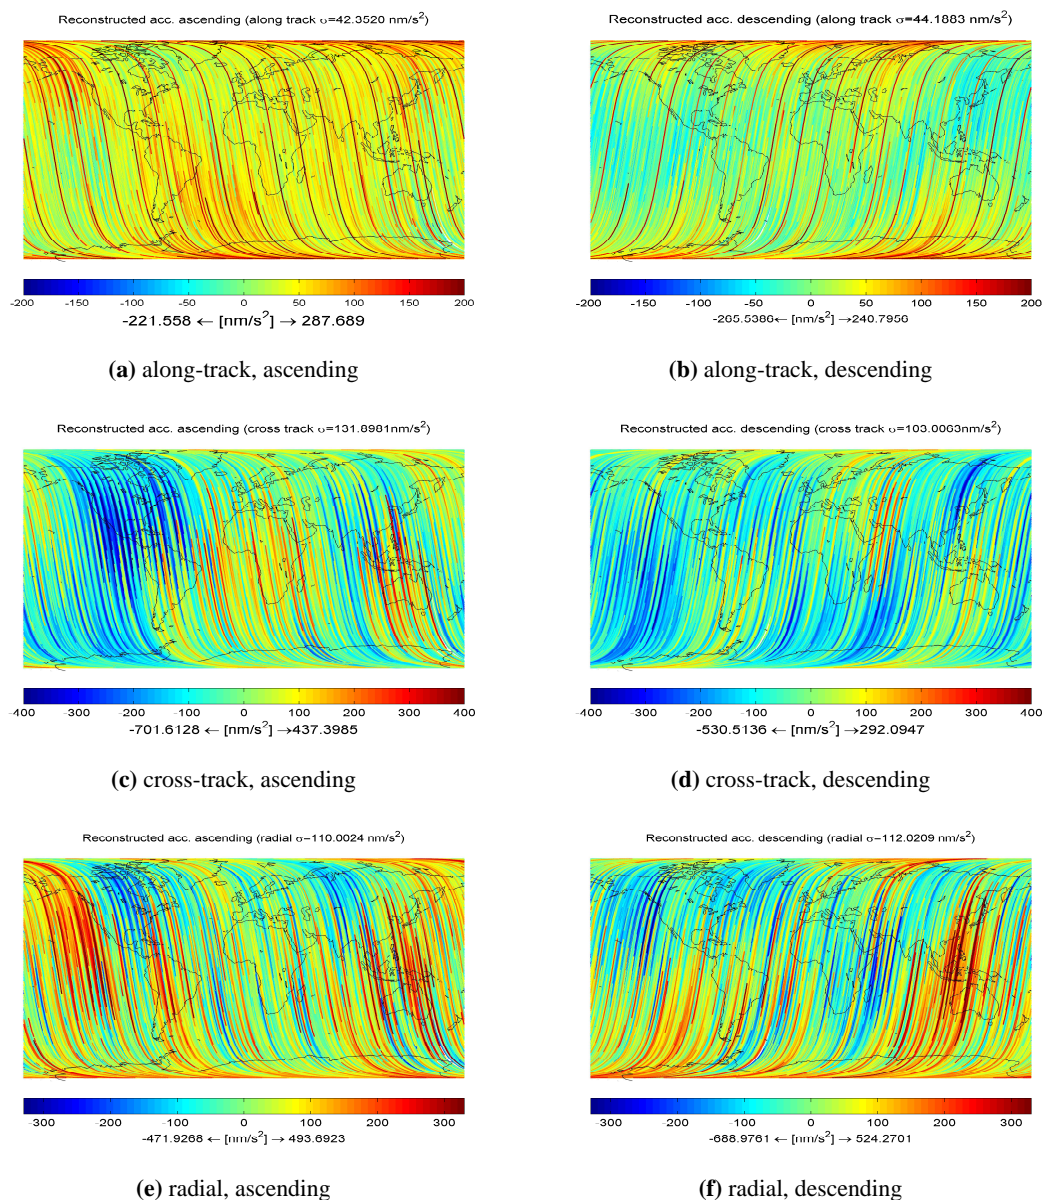 Reconstructed acc. ascending (along track σ=42.3520 nm/s²)
Reconstructed acc. descending (along track σ=44.1883 nm/s²)
-200 -150 -100 -50 0 50 100 150 200
-221.558 ← [nm/s²] → 287.689
-200 -150 -100 -50 0 50 100 150 200
-265.5386← [nm/s²] →240.7956
(a) along-track, ascending
(b) along-track, descending
Reconstructed acc. ascending (cross track σ=131.8981nm/s²)
Reconstructed acc. descending (cross track σ=103.0063nm/s²)
-400 -300 -200 -100 0 100 200 300 400
-701.6128 ← [nm/s²] →437.3985
-400 -300 -200 -100 0 100 200 300 400
-530.5136 ← [nm/s²] →292.0947
(c) cross-track, ascending
(d) cross-track, descending
Reconstructed acc. ascending (radial σ=110.0024 nm/s²)
Reconstructed acc. descending (radial σ=112.0209 nm/s²)
-300 -200 -100 0 100 200 300
-471.9268 ← [nm/s²] → 493.6923
-300 -200 -100 0 100 200 300
-688.9761 ← [nm/s²] → 524.2701
(e) radial, ascending
(f) radial, descending